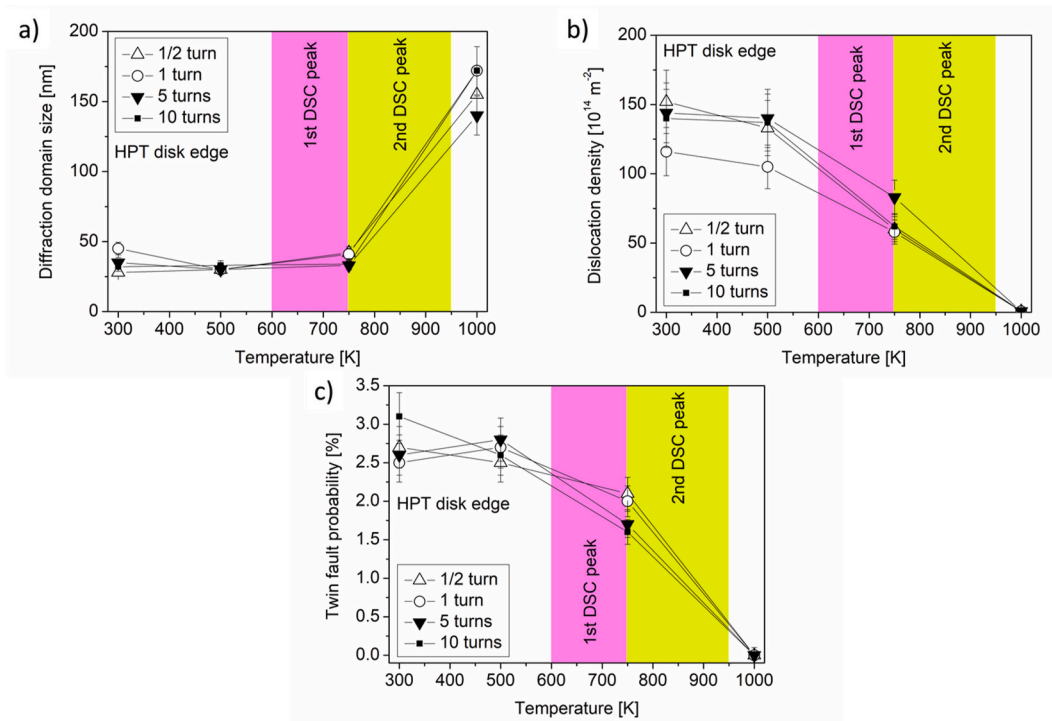 a)
Diffraction domain size [nm]
200
150
100
50
0
1/2 turn
1 turn
5 turns
10 turns
HPT disk edge
1st DSC peak
2nd DSC peak
300 400 500 600 700 800 900 1000
Temperature [K]
b)
Dislocation density [10¹⁴ m⁻²]
200
150
100
50
0
HPT disk edge
1st DSC peak
2nd DSC peak
1/2 turn
1 turn
5 turns
10 turns
300 400 500 600 700 800 900 1000
Temperature [K]
c)
Twin fault probability [%]
3.5
3.0
2.5
2.0
1.5
1.0
0.5
0.0
HPT disk edge
1/2 turn
1 turn
5 turns
10 turns
1st DSC peak
2nd DSC peak
300 400 500 600 700 800 900 1000
Temperature [K]